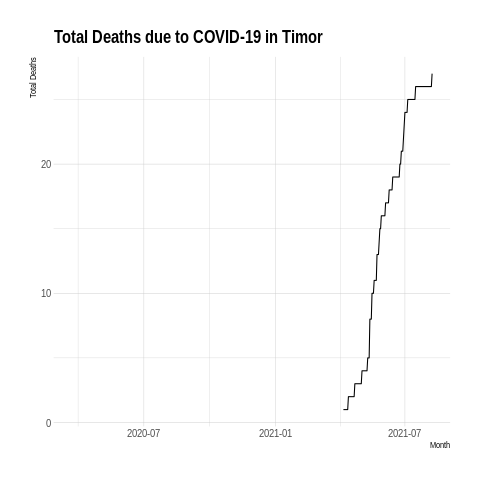 Total Deaths due to COVID-19 in Timor
Total Deaths
20
10
0
2020-07
2021-01
2021-07
Month